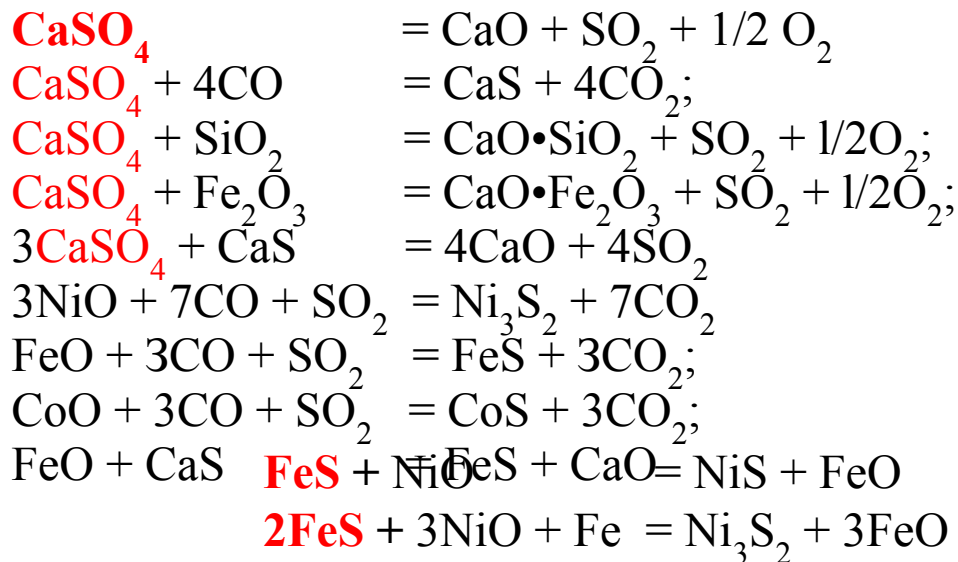 CaSO₄ = CaO + SO₂ + 1/2 O₂
CaSO₄ + 4CO = CaS + 4CO₂;
CaSO₄ + SiO₂ = CaO•SiO₂ + SO₂ + l/2O₂;
CaSO₄ + Fe₂O₃ = CaO•Fe₂O₃ + SO₂ + l/2O₂;
3CaSO₄ + CaS = 4CaO + 4SO₂
3NiO + 7CO + SO₂ = Ni₃S₂ + 7CO₂
FeO + 3CO + SO₂ = FeS + 3CO₂;
CoO + 3CO + SO₂ = CoS + 3CO₂;
FeO + CaS = FeS + CaO
FeS + NiO = NiS + FeO
2FeS + 3NiO + Fe = Ni₃S₂ + 3FeO